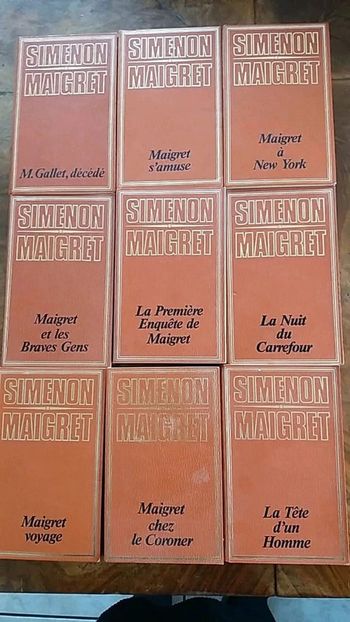 SIMENON
MAIGRET
M. Gallet, décédé
SIMENON
MAIGRET
Maigret
s'amuse
SIMENON
MAIGRET
Maigret
à
New York
SIMENON
MAIGRET
Maigret
et les
Braves Gens
SIMENON
MAIGRET
La Première
Enquête de
Maigret
SIMENON
MAIGRET
La Nuit
du
Carrefour
SIMENON
MAIGRET
Maigret
voyage
SIMENON
MAIGRET
Maigret
chez
le Coroner
SIMENON
MAIGRET
La Tête
d'un
Homme